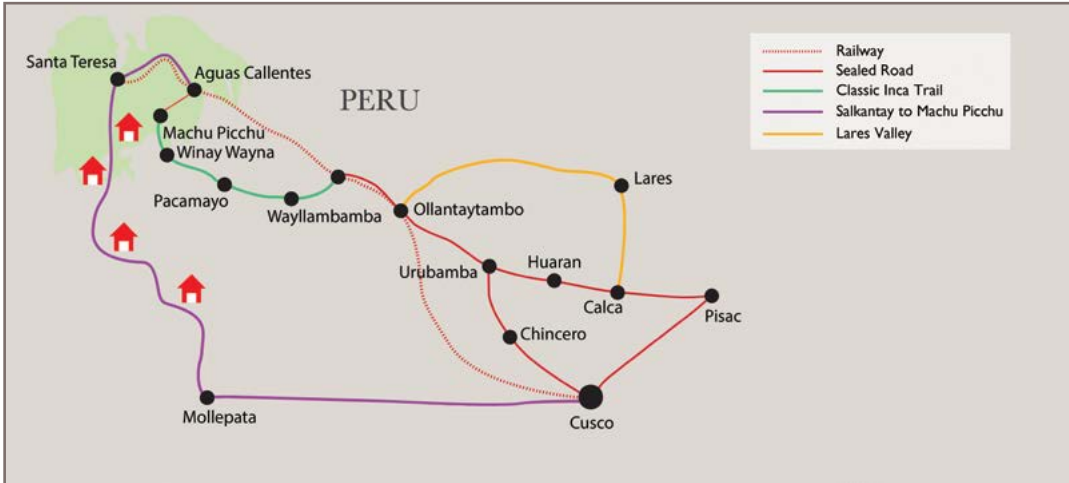 Santa Teresa
Aguas Callentes
PERU
Machu Picchu
Winay Wayna
Pacamayo
Wayllambamba
Ollantaytambo
Lares
Urubamba
Huaran
Calca
Pisac
Chincero
Mollepata
Cusco
Railway
Sealed Road
Classic Inca Trail
Salkantay to Machu Picchu
Lares Valley